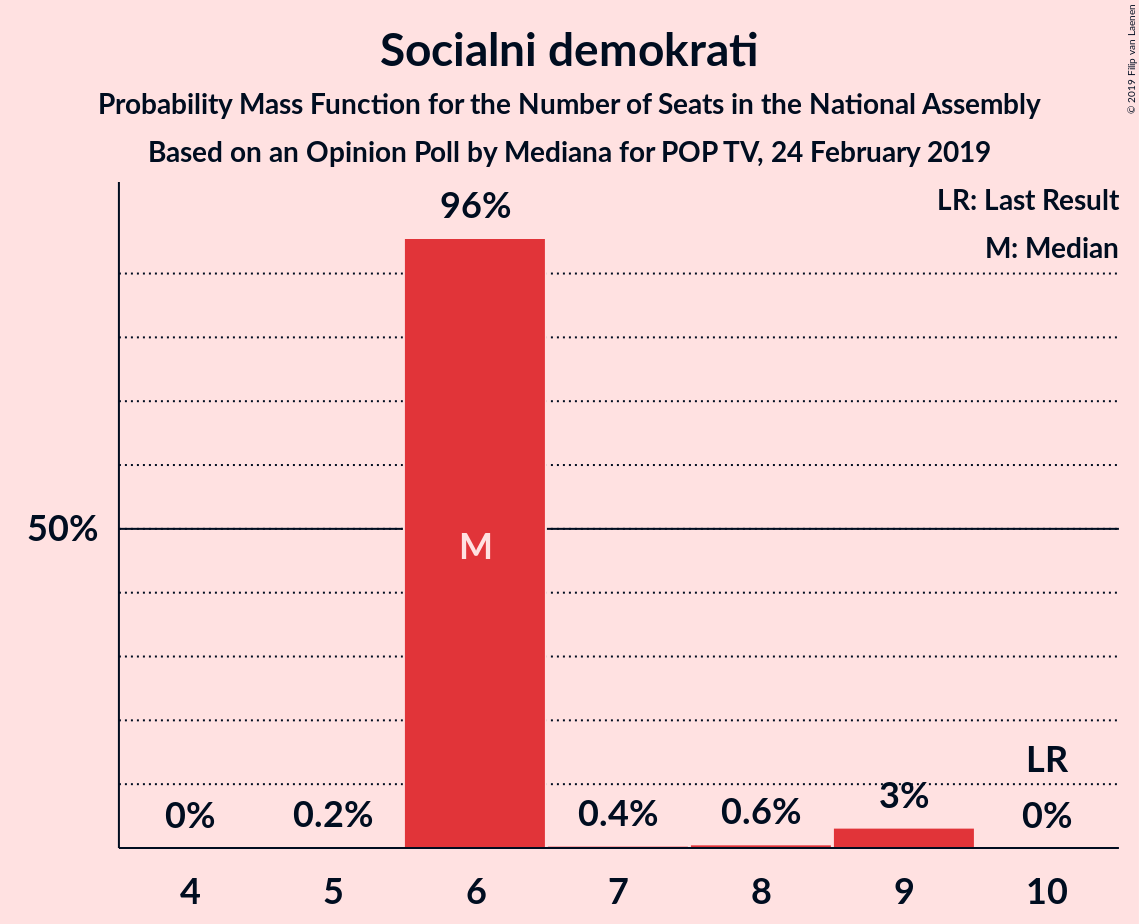 Socialni demokrati
Probability Mass Function for the Number of Seats in the National Assembly
Based on an Opinion Poll by Mediana for POP TV, 24 February 2019
© 2019 Filip van Laenen
LR: Last Result
M: Median
96%
50%
M
LR
0%
0.2%
0.4%
0.6%
3%
0%
4
5
6
7
8
9
10